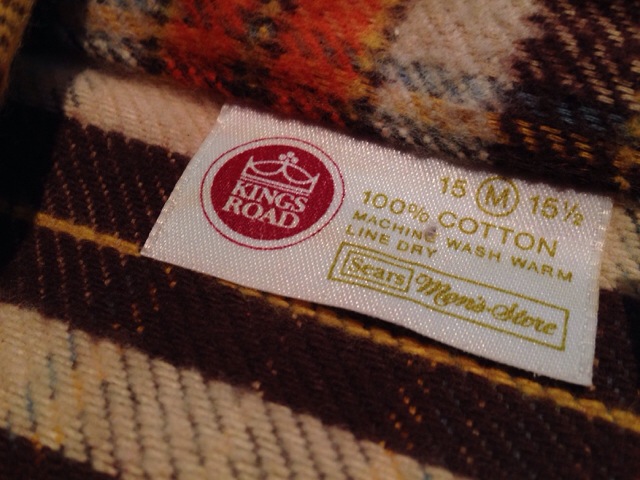 KINGS
ROAD
15 M 15½
100% COTTON
MACHINE WASH WARM
LINE DRY
Sears Men's Store